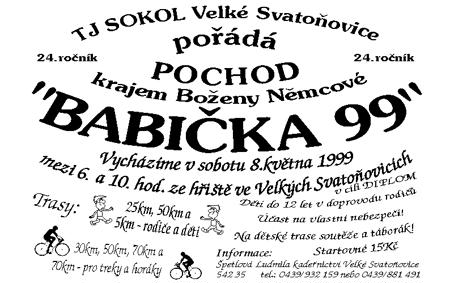 TJ SOKOL Velké Svatoňovice
pořádá
24.ročník
24.ročník
POCHOD
krajem Boženy Němcové
"BABIČKA 99"
Vycházíme v sobotu 8.května 1999
mezi 6. a 10. hod. ze hřiště ve Velkých Svatoňovicích
v cíli DIPLOM
Trasy:
25km, 50km a
5km - rodiče a děti
30km, 50km, 70km a
70km - pro treky a horáky
Děti do 12 let v doprovodu rodičů
Účast na vlastní nebezpečí!
Na dětské trase soutěže a táborák!
Informace:
Startovné 15Kč
Špetlová Ludmila kadeřnictví Velké Svatoňovice
542 35 tel.: 0439/932 159 nebo 0439/881 491